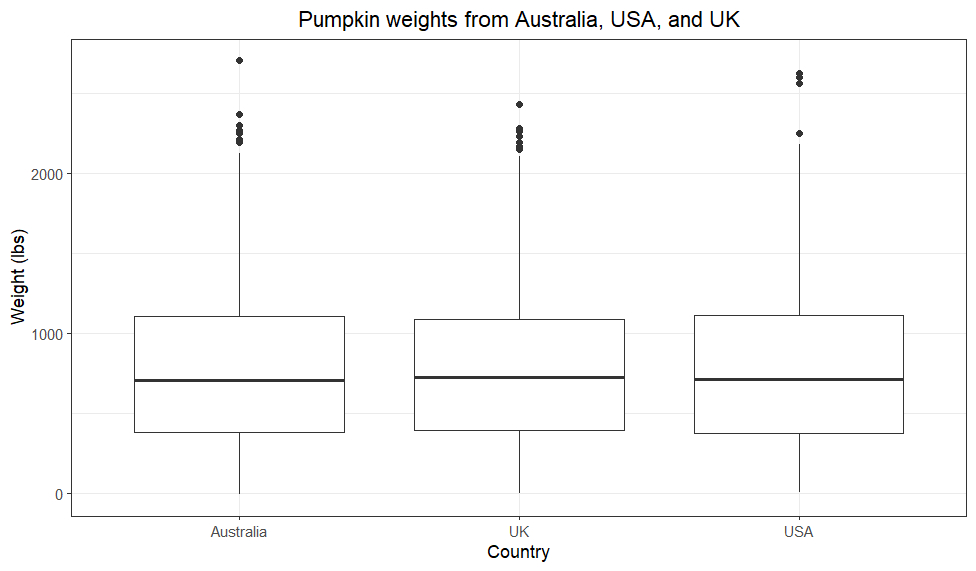 Pumpkin weights from Australia, USA, and UK
Weight (lbs)
2000
1000
0
Australia
UK
USA
Country